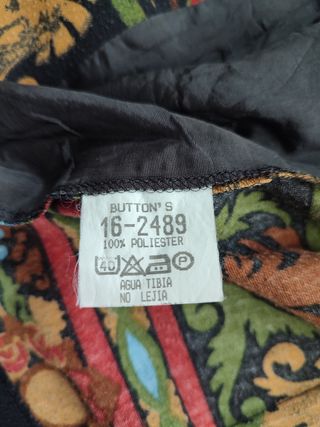 BUTTON'S
16-2489
100% POLIESTER
40 P
AGUA TIBIA
NO LEJIA